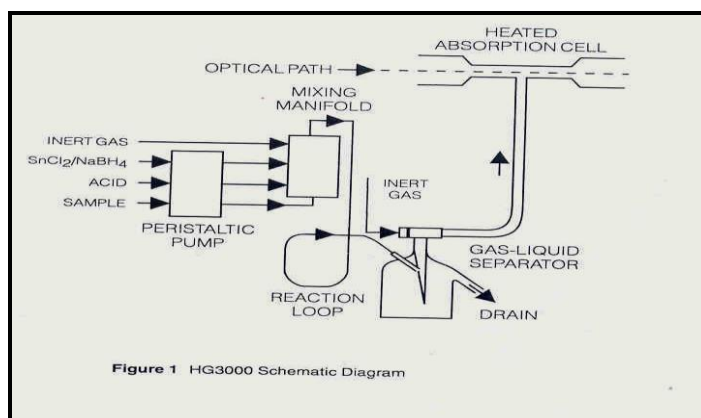 HEATED
ABSORPTION CELL
OPTICAL PATH
MIXING
MANIFOLD
INERT GAS
SnCl2/NaBH4
ACID
SAMPLE
PERISTALTIC
PUMP
INERT
GAS
GAS-LIQUID
SEPARATOR
REACTION
LOOP
DRAIN
Figure 1 HG3000 Schematic Diagram